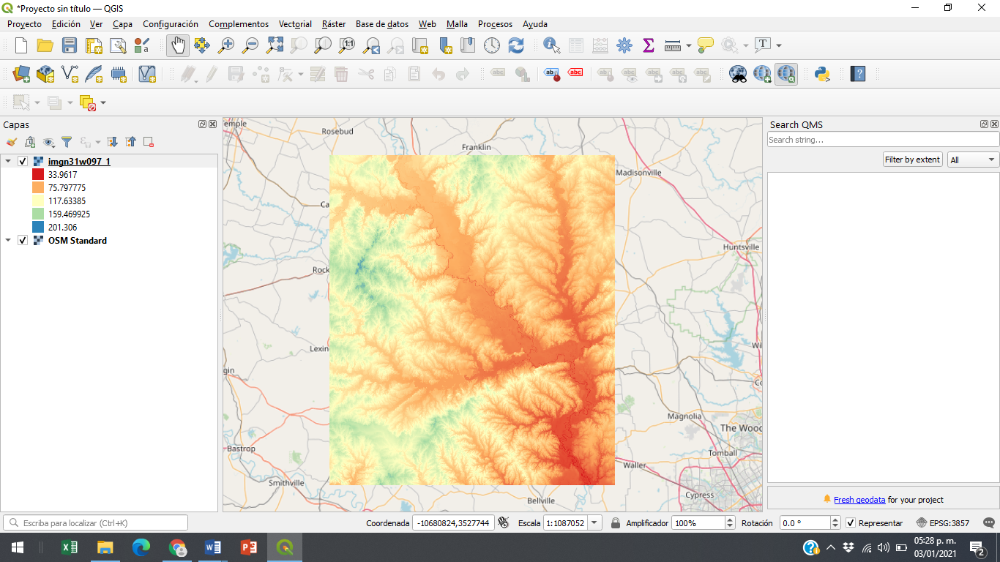 *Proyecto sin título — QGIS
Proyecto Edición Ver Capa Configuración Complementos Vectorial Ráster Base de datos Web Malla Procesos Ayuda
Capas
imgn31w097_1
33.9617
75.797775
117.63385
159.469925
201.306
OSM Standard
emple
Rosebud
Franklin
Madisonville
Ca
Huntsville
Rock
Lexin
gin
Wi
Co
Magnolia
The Wood
Bastrop
Tomball
Waller
Smithville
Cypress
Bellville
Search QMS
Search string...
Filter by extent
All
Fresh geodata for your project
Escriba para localizar (Ctrl+K)
Coordenada -10680824,3527744 Escala 1:1087052 Amplificador 100% Rotación 0.0 ° Representar EPSG:3857
05:28 p. m.
03/01/2021
2